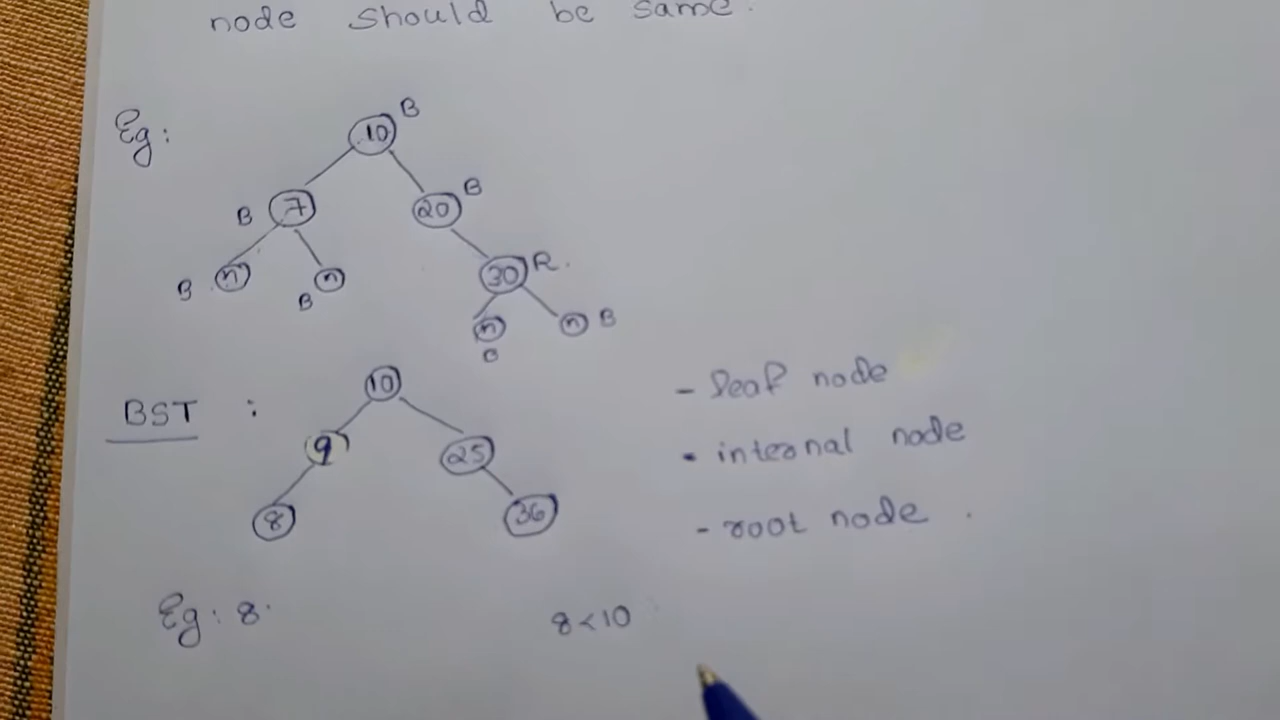 node should be same.
Eg:
10 B
B 7
20 B
B n
B n
30 R.
n B
n B
BST :
10
9
25
8
36
- leaf node
- internal node
- root node.
Eg: 8.
8<10